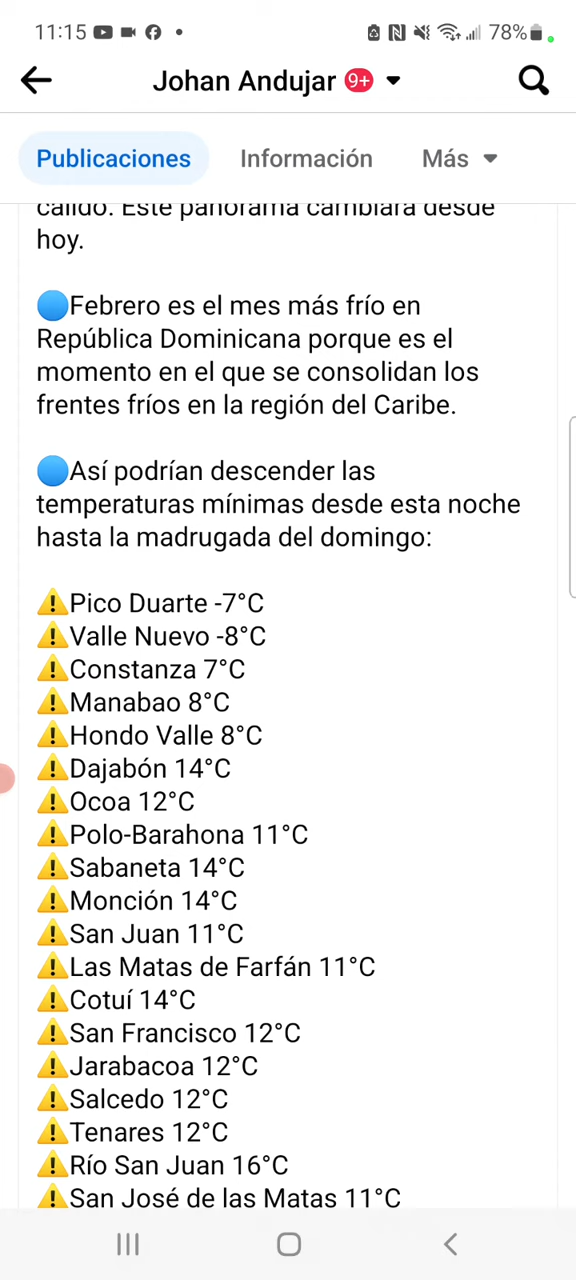 11:15
78%
Johan Andujar 9+
Publicaciones Información Más
cálido. Este panorama cambiará desde
hoy.
🔵Febrero es el mes más frío en
República Dominicana porque es el
momento en el que se consolidan los
frentes fríos en la región del Caribe.
🔵Así podrían descender las
temperaturas mínimas desde esta noche
hasta la madrugada del domingo:
⚠️Pico Duarte -7°C
⚠️Valle Nuevo -8°C
⚠️Constanza 7°C
⚠️Manabao 8°C
⚠️Hondo Valle 8°C
⚠️Dajabón 14°C
⚠️Ocoa 12°C
⚠️Polo-Barahona 11°C
⚠️Sabaneta 14°C
⚠️Monción 14°C
⚠️San Juan 11°C
⚠️Las Matas de Farfán 11°C
⚠️Cotuí 14°C
⚠️San Francisco 12°C
⚠️Jarabacoa 12°C
⚠️Salcedo 12°C
⚠️Tenares 12°C
⚠️Río San Juan 16°C
⚠️San José de las Matas 11°C